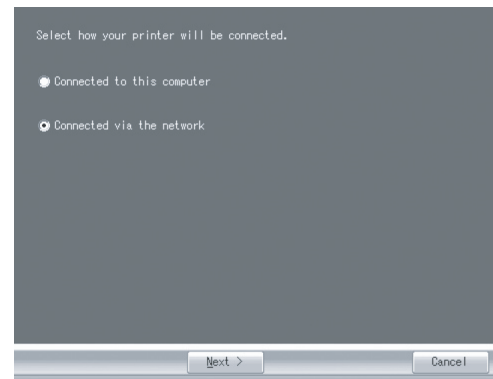 Select how your printer will be connected.
Connected to this computer
Connected via the network
Next >
Cancel